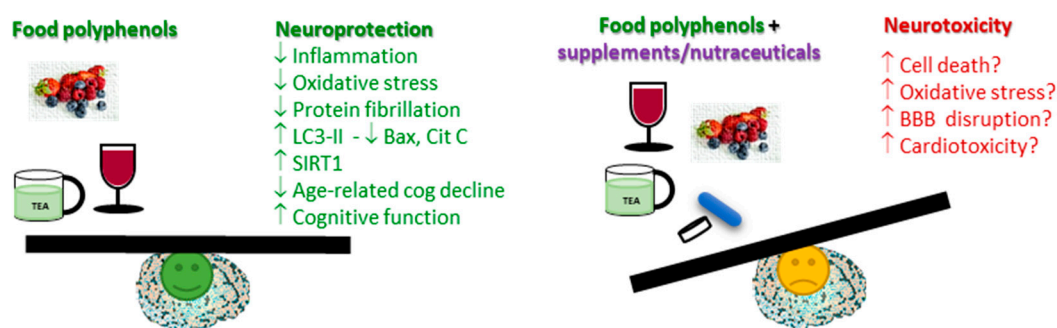 Food polyphenols
Neuroprotection
↓ Inflammation
↓ Oxidative stress
↓ Protein fibrillation
↑ LC3-II - ↓ Bax, Cit C
↑ SIRT1
↓ Age-related cog decline
↑ Cognitive function
TEA
Food polyphenols +
supplements/nutraceuticals
Neurotoxicity
↑ Cell death?
↑ Oxidative stress?
↑ BBB disruption?
↑ Cardiotoxicity?
TEA